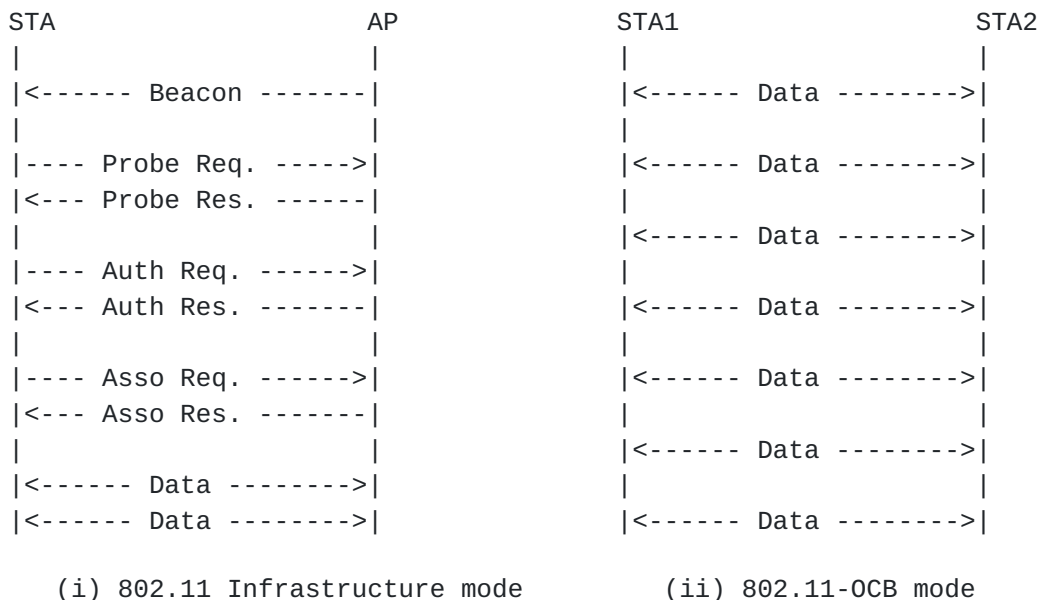 STA                    AP              STA1                   STA2
|                      |               |                      |
|<------ Beacon -------|               |<------ Data -------->|
|                      |               |                      |
|---- Probe Req. ----->|               |<------ Data -------->|
|<--- Probe Res. ------|               |                      |
|                      |               |<------ Data -------->|
|---- Auth Req. ------>|               |                      |
|<--- Auth Res. -------|               |<------ Data -------->|
|                      |               |                      |
|---- Asso Req. ------>|               |<------ Data -------->|
|<--- Asso Res. -------|               |                      |
|                      |               |<------ Data -------->|
|<------ Data -------->|               |                      |
|<------ Data -------->|               |<------ Data -------->|
(i) 802.11 Infrastructure mode         (ii) 802.11-OCB mode